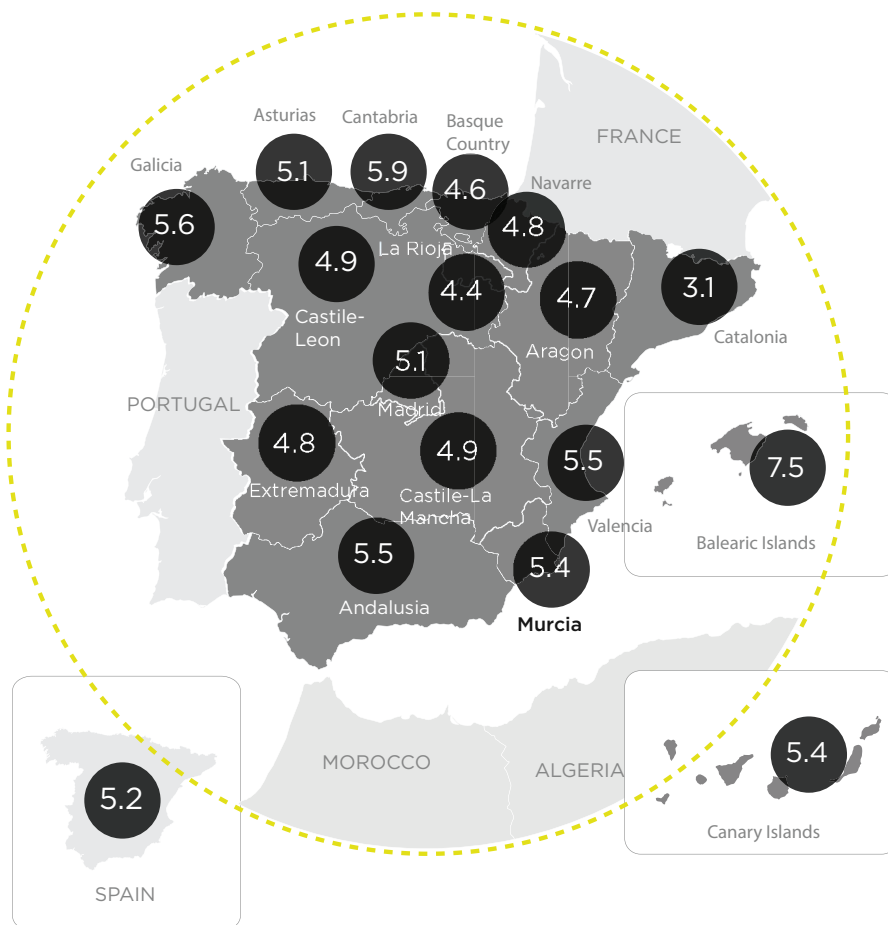 Asturias
Cantabria
Basque
Country
FRANCE
Galicia
5.1
5.9
4.6
Navarre
5.6
4.8
La Rioja
4.9
4.4
4.7
3.1
Castile-
Leon
Aragon
Catalonia
5.1
Madrid
PORTUGAL
4.8
4.9
5.5
7.5
Extremadura
Castile-La
Mancha
Valencia
Balearic Islands
5.5
5.4
Andalusia
Murcia
MOROCCO
ALGERIA
5.4
Canary Islands
5.2
SPAIN